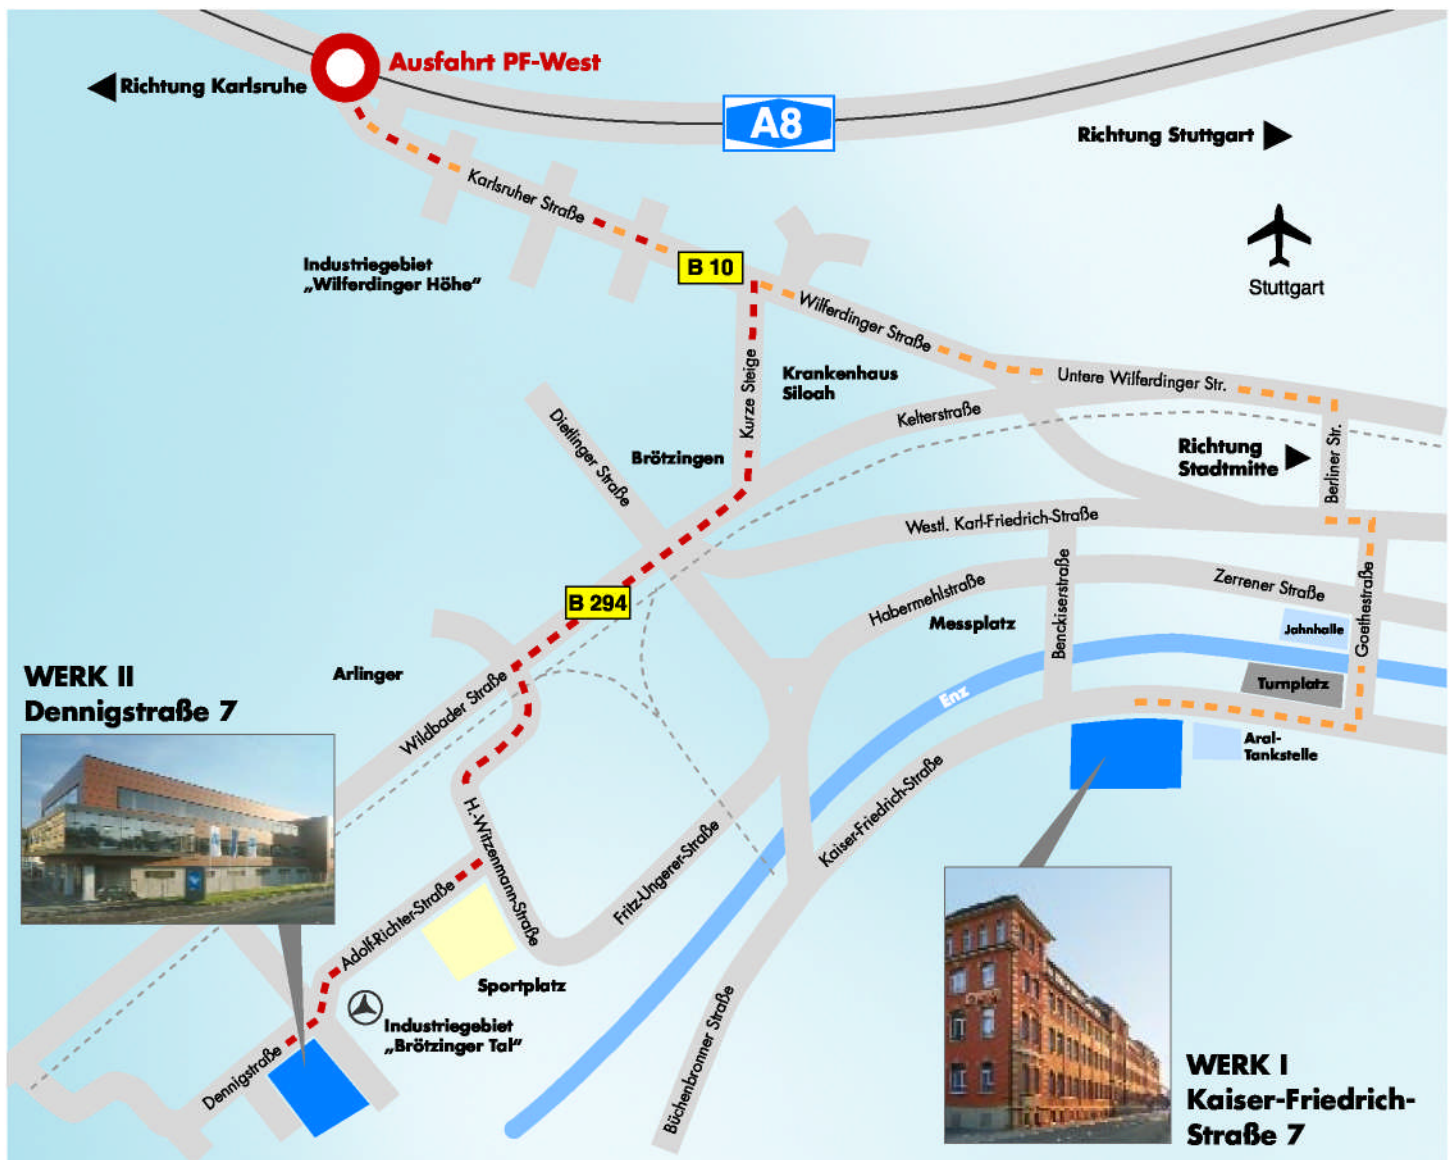 Ausfahrt PF-West
Richtung Karlsruhe
A8
Richtung Stuttgart
Karlsruher Straße
Stuttgart
Industriegebiet
„Wilferdinger Höhe“
B 10
Wilferdinger Straße
Krankenhaus
Siloah
Kurze Steige
Untere Wilferdinger Str.
Kelterstraße
Dietlinger Straße
Brötzingen
Richtung
Stadtmitte
Berliner Str.
Westl. Karl-Friedrich-Straße
B 294
Habermehlstraße
Zerrener Straße
Goethestraße
Benckiserstraße
Messplatz
Jahnhalle
Turnplatz
Enz
Arlinger
Wildbader Straße
WERK II
Dennigstraße 7
Aral-
Tankstelle
Kaiser-Friedrich-Straße
H.-Witzenmann-Straße
Fritz-Ungerer-Straße
Adolf-Richter-Straße
Sportplatz
Industriegebiet
„Brötzinger Tal“
Dennigstraße
Büchenbronner Straße
WERK I
Kaiser-Friedrich-
Straße 7